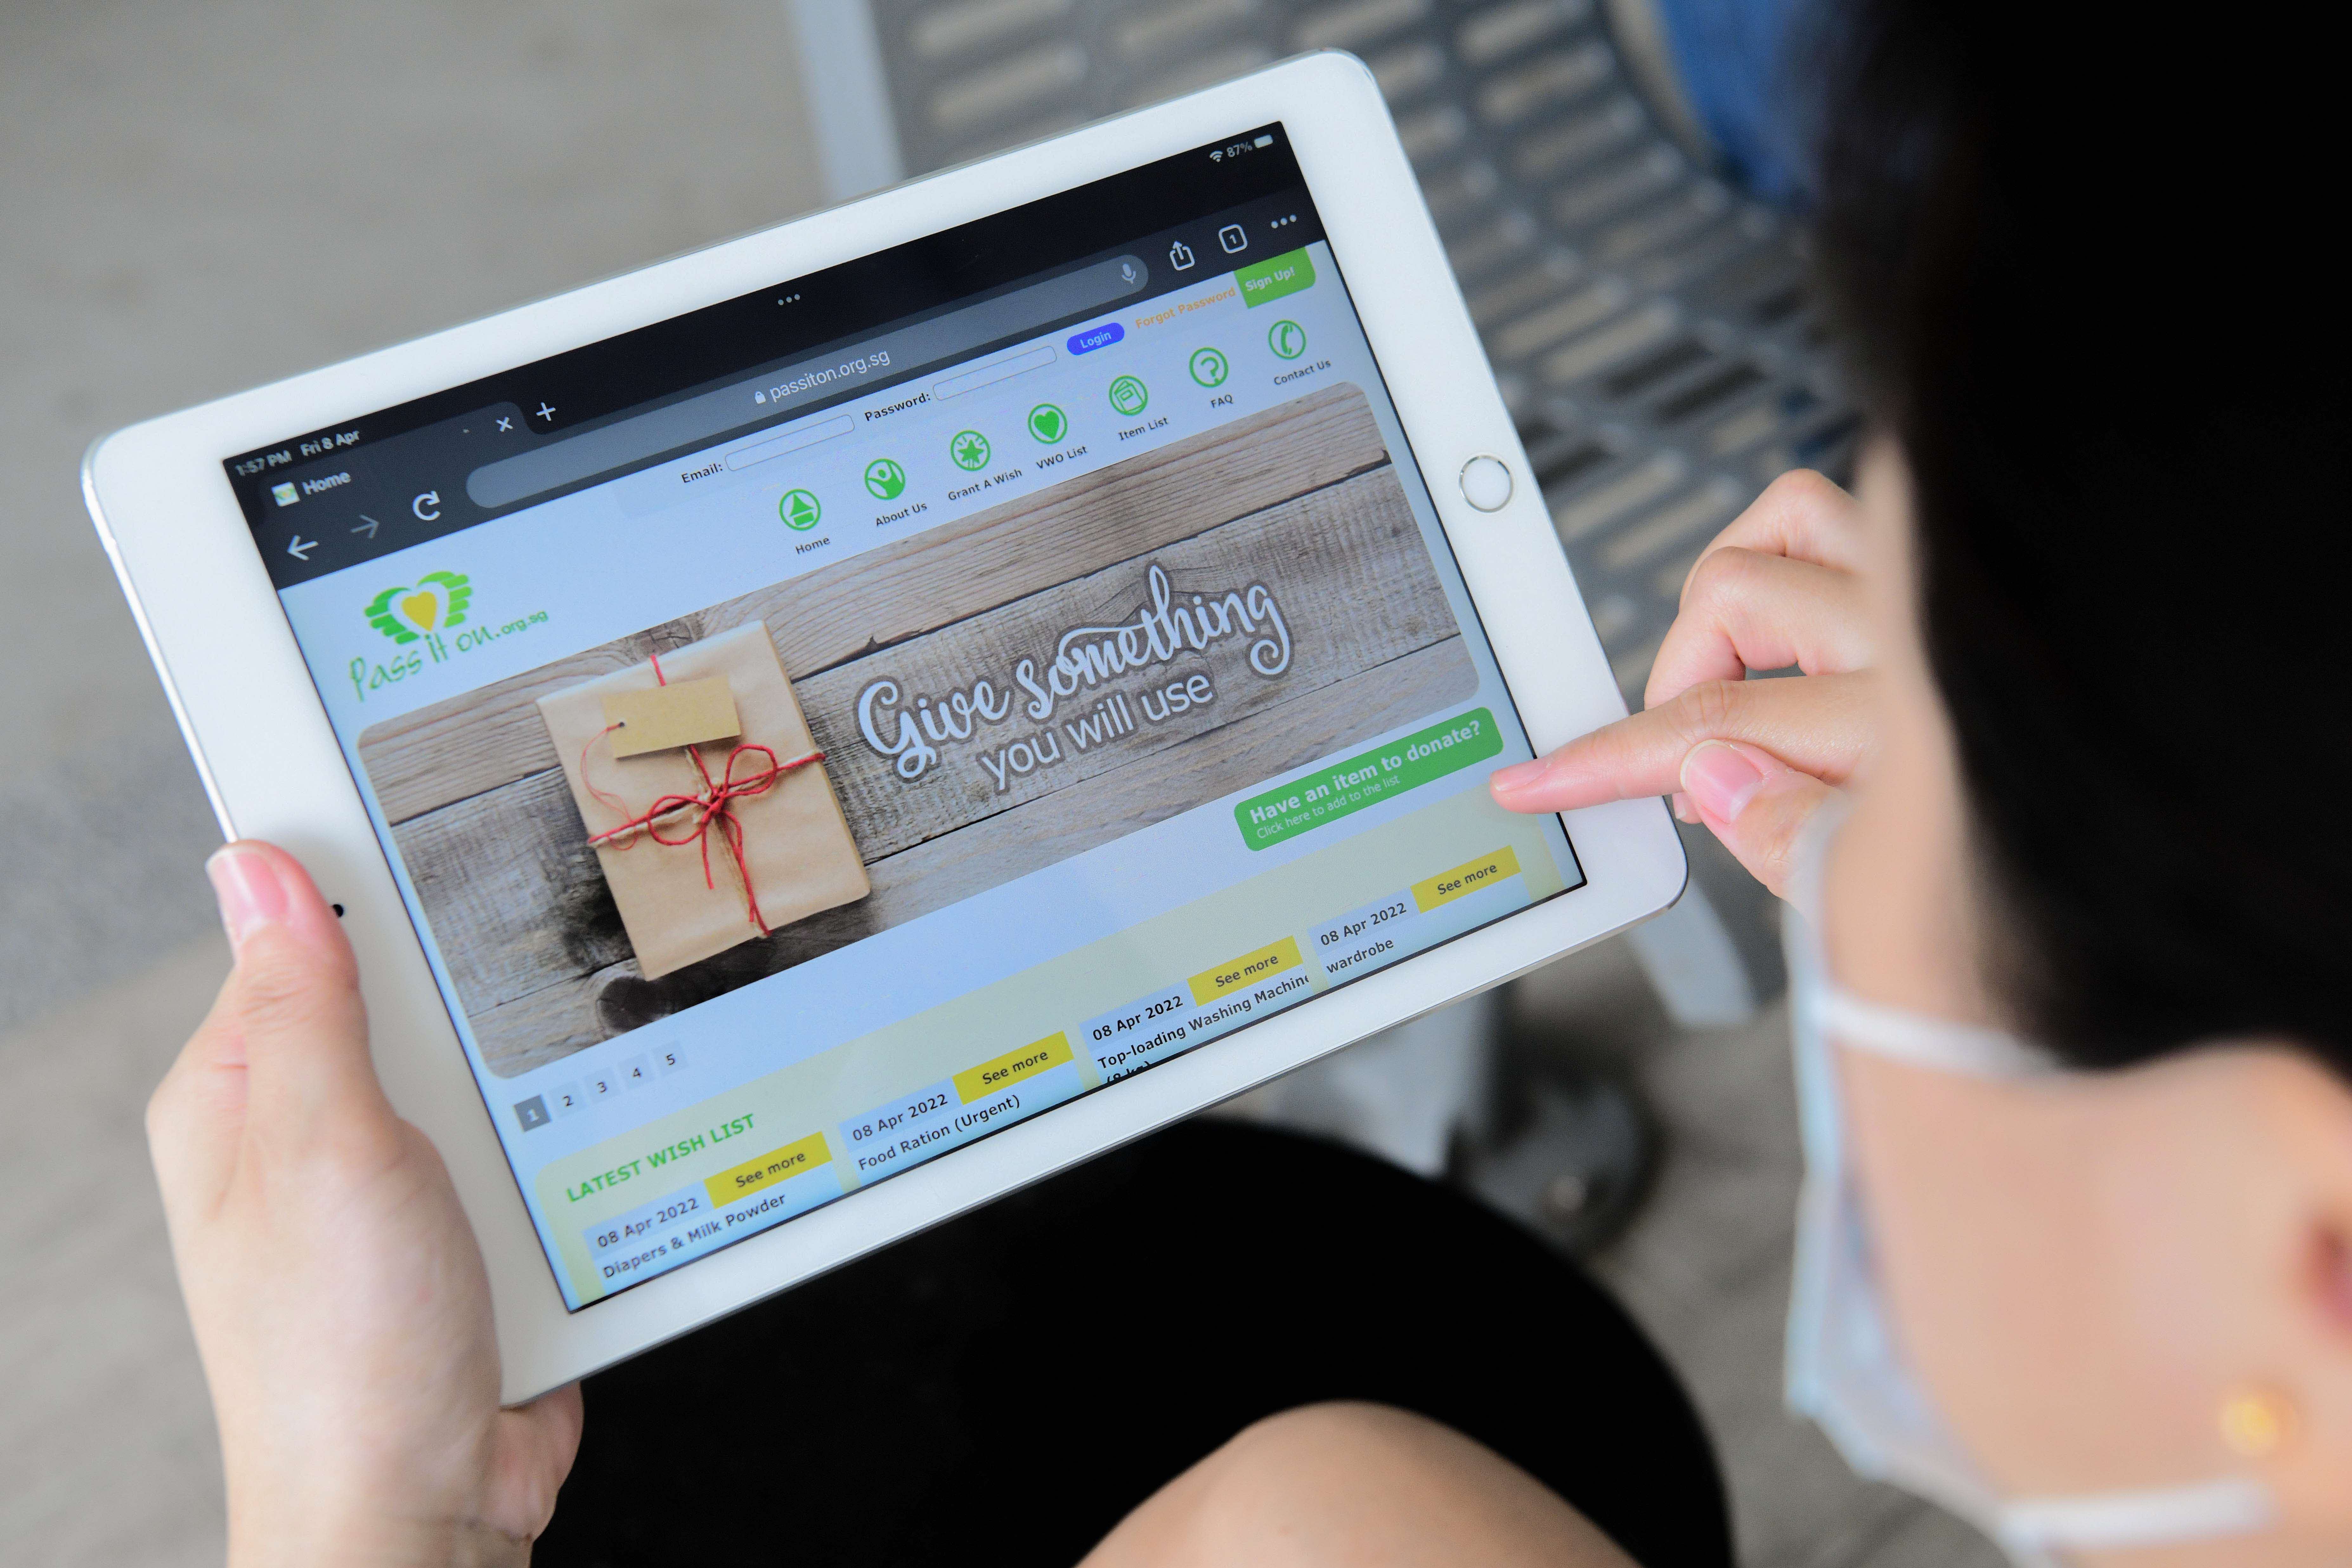 1:57 PM Fri 8 Apr
87%
Home
1
passiton.org.sg
Email:
Password:
Login
Forgot Password
Sign Up!
Pass it on.org.sg
Home
About Us
Grant A Wish
VWO List
Item List
FAQ
Contact Us
Give something
you will use
Have an item to donate?
Click here to add to the list
1 2 3 4 5
LATEST WISH LIST
08 Apr 2022 See more
Diapers & Milk Powder
08 Apr 2022 See more
Food Ration (Urgent)
08 Apr 2022 See more
Top-loading Washing Machine
(8 kg)
08 Apr 2022 See more
wardrobe